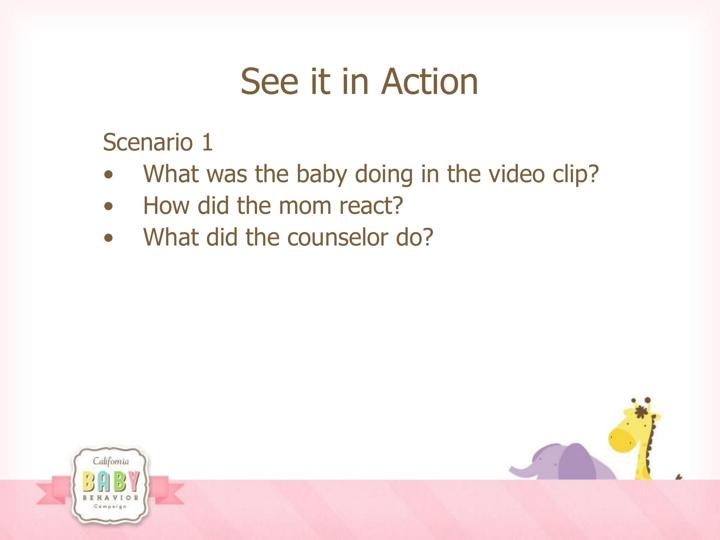 See it in Action
Scenario 1
• What was the baby doing in the video clip?
• How did the mom react?
• What did the counselor do?
California
BABY
BEHAVIOR
Campaign